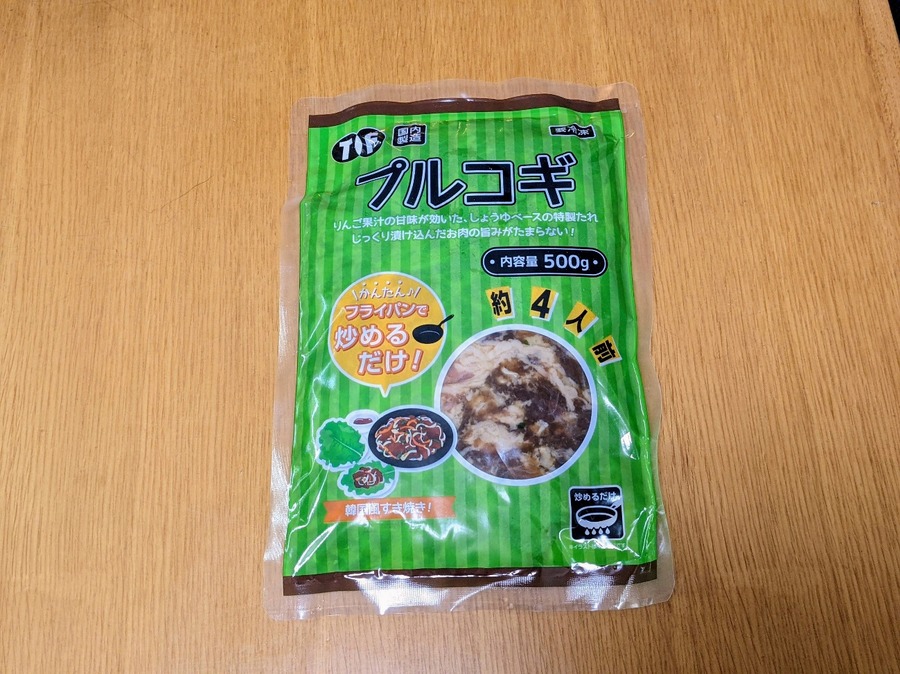 TIF
国内
製造
要冷凍
プルコギ
りんご果汁の甘味が効いた、しょうゆベースの特製たれ
じっくり漬け込んだお肉の旨みがたまらない!
・内容量 500g・
約4人前
かんたん♪
フライパンで
炒める
だけ!
韓国風すき焼き!
炒めるだけ